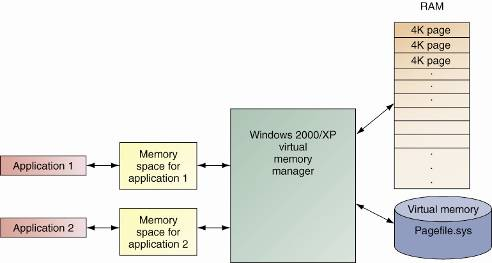 RAM
4K page
4K page
4K page
Windows 2000/XP
virtual
memory
manager
Application 1
Memory
space for
application 1
Application 2
Memory
space for
application 2
Virtual memory
Pagefile.sys